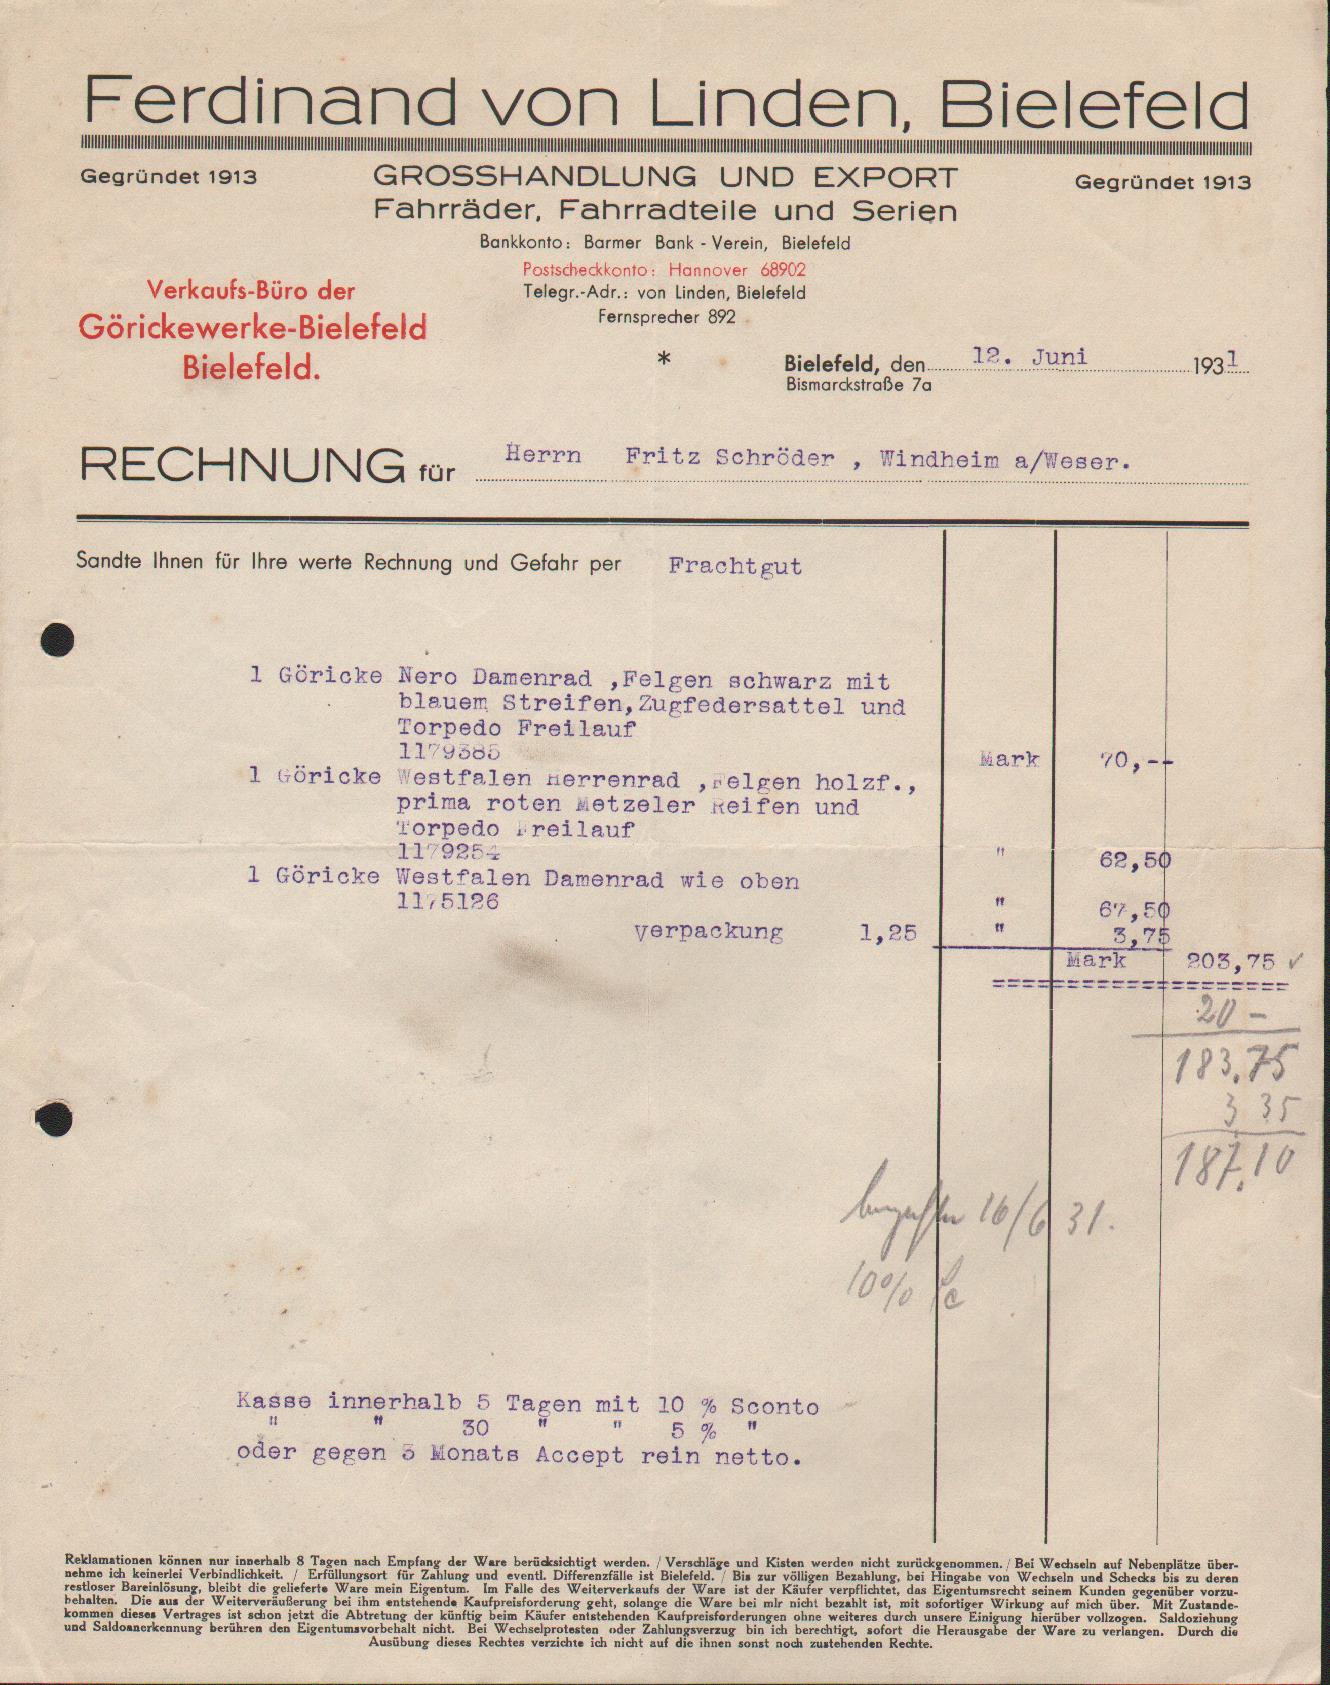 Ferdinand von Linden, Bielefeld
Gegründet 1913
GROSSHANDLUNG UND EXPORT
Gegründet 1913
Fahrräder, Fahrradteile und Serien
Bankkonto: Barmer Bank-Verein, Bielefeld
Postscheckkonto: Hannover 68902
Telegr.-Adr.: von Linden, Bielefeld
Fernsprecher 892
Verkaufs-Büro der
Göricke​werke-Bielefeld
Bielefeld.
*
Bielefeld, den 12. Juni 1931
Bismarckstraße 7a
RECHNUNG für Herrn Fritz Schröder , Windheim a/Weser.
Sandte Ihnen für Ihre werte Rechnung und Gefahr per Frachtgut
1 Göricke Nero Damenrad ,Felgen schwarz mit
blauem Streifen,Zugfedersattel und
Torpedo Freilauf
1179385 Mark 70,--
1 Göricke Westfalen Herrenrad ,Felgen holzf.,
prima roten Metzeler Reifen und
Torpedo Freilauf
1179254 " 62,50
1 Göricke Westfalen Damenrad wie oben
1175126 " 67,50
Verpackung 1,25 " 3,75
Mark 203,75 ✓
20 -
183.75
3 35
187.10
16/6 31.
10%
Kasse innerhalb 5 Tagen mit 10 % Sconto
" " 30 " " 5 % "
oder gegen 3 Monats Accept rein netto.
Reklamationen können nur innerhalb 8 Tagen nach Empfang der Ware berücksichtigt werden. / Verschläge und Kisten werden nicht zurückgenommen. / Bei Wechseln auf Nebenplätze über-
nehme ich keinerlei Verbindlichkeit. / Erfüllungsort für Zahlung und eventl. Differenzfälle ist Bielefeld. / Bis zur völligen Bezahlung, bei Hingabe von Wechseln und Schecks bis zu deren
restloser Bareinlösung, bleibt die gelieferte Ware mein Eigentum. Im Falle des Weiterverkaufs der Ware ist der Käufer verpflichtet, das Eigentumsrecht seinem Kunden gegenüber vorzu-
behalten. Die aus der Weiterveräußerung bei ihm entstehende Kaufpreisforderung geht, solange die Ware bei mir nicht bezahlt ist, mit sofortiger Wirkung auf mich über. Mit Zustande-
kommen dieses Vertrages ist schon jetzt die Abtretung der künftig beim Käufer entstehenden Kaufpreisforderungen ohne weiteres durch unsere Einigung hierüber vollzogen. Saldoziehung
und Saldoanerkennung berühren den Eigentumsvorbehalt nicht. Bei Wechselprotesten oder Zahlungsverzug bin ich berechtigt, sofort die Herausgabe der Ware zu verlangen. Durch die
Ausübung dieses Rechtes verzichte ich nicht auf die ihnen sonst noch zustehenden Rechte.